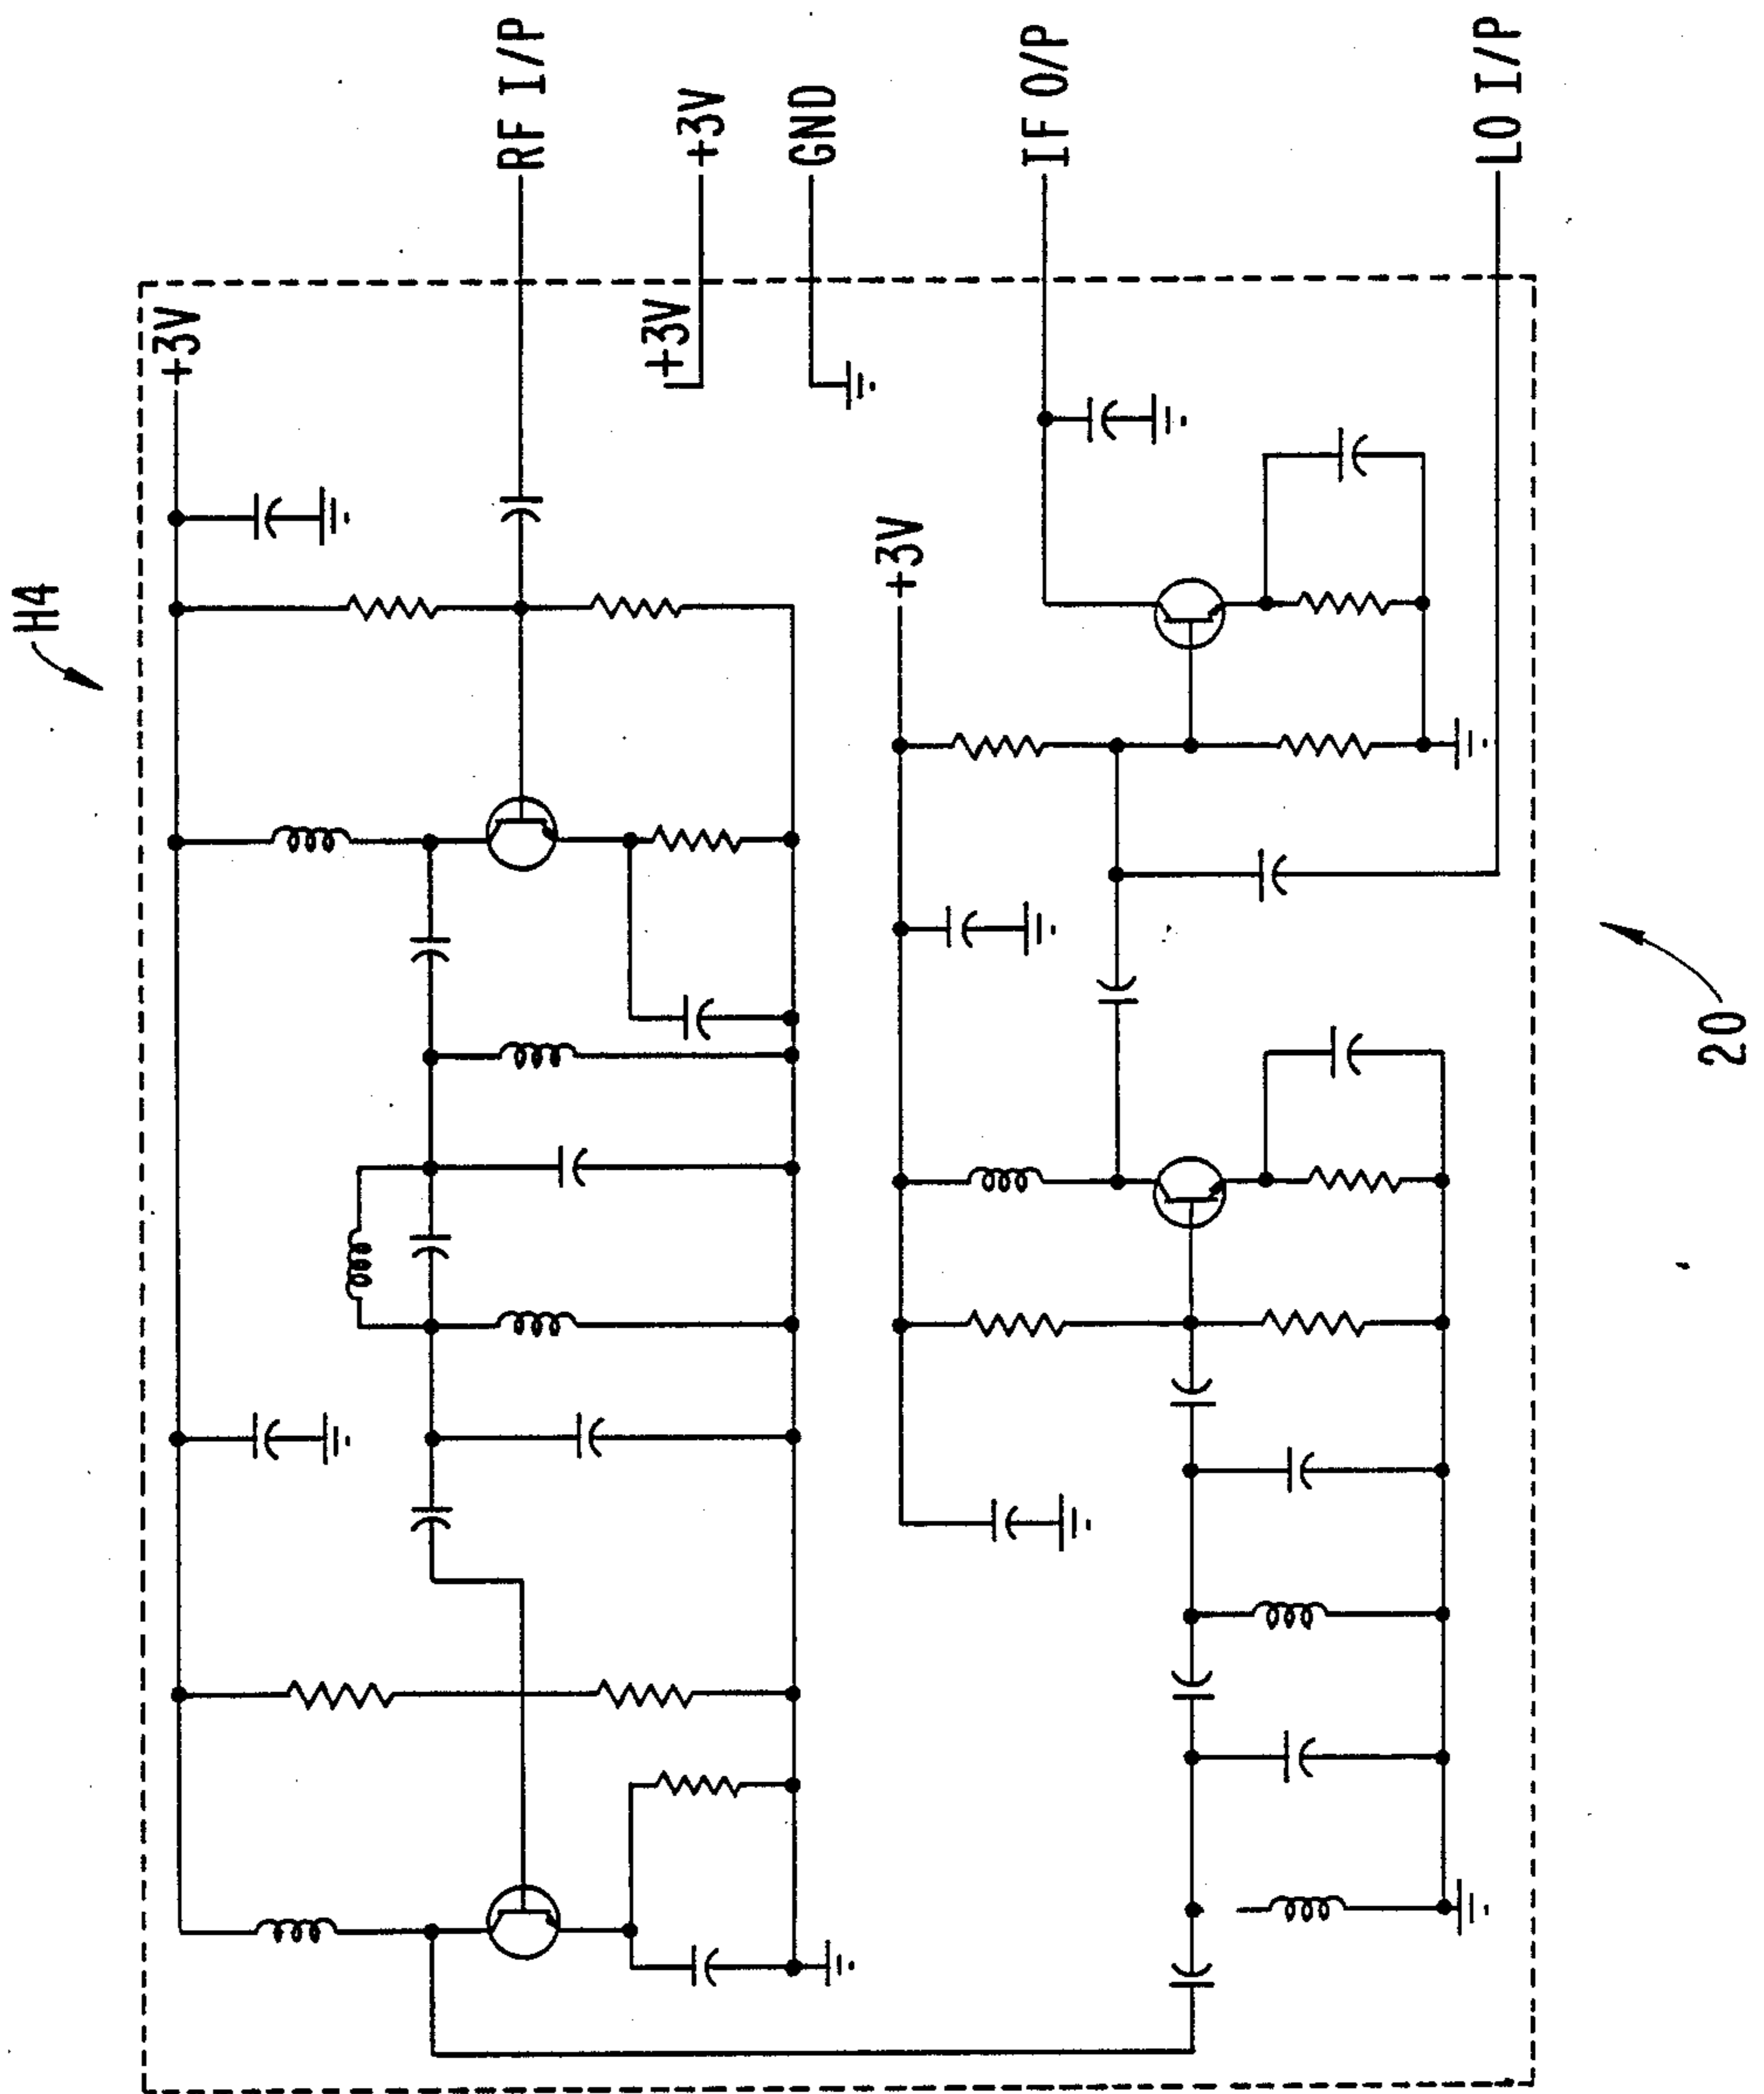 H4
+3V
RF I/P
+3V
+3V
GND
+3V
IF O/P
LO I/P
20